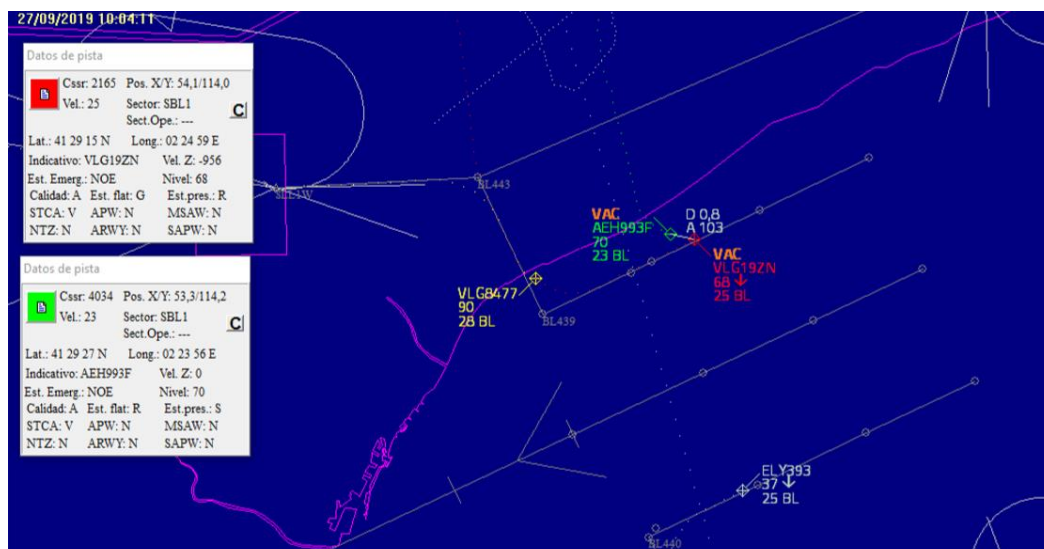 27/09/2019 10:04:11
Datos de pista
Cssr: 2165 Pos. X/Y: 54,1/114,0
Vel.: 25 Sector: SBL1
Sect.Ope.: --- C
Lat.: 41 29 15 N Long.: 02 24 59 E
Indicativo: VLG19ZN Vel. Z: -956
Est. Emerg.: NOE Nivel: 68
Calidad: A Est. flat: G Est.pres.: R
STCA: V APW: N MSAW: N
NTZ: N ARWY: N SAPW: N
Datos de pista
Cssr: 4034 Pos. X/Y: 53,3/114,2
Vel.: 23 Sector: SBL1
Sect.Ope.: --- C
Lat.: 41 29 27 N Long.: 02 23 56 E
Indicativo: AEH993F Vel. Z: 0
Est. Emerg.: NOE Nivel: 70
Calidad: A Est. flat: R Est.pres.: S
STCA: V APW: N MSAW: N
NTZ: N ARWY: N SAPW: N
BL443
VAC
AEH993F
70
23 BL
D 0,8
A 103
VAC
VLG19ZN
68 ↓
25 BL
VLG8477
90
28 BL
BL439
ELY393
37 ↓
25 BL
BL440